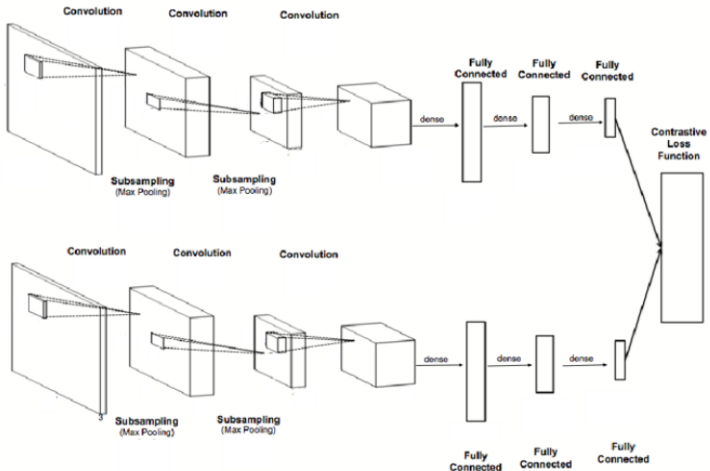 Convolution
Convolution
Convolution
Subsampling
(Max Pooling)
Subsampling
(Max Pooling)
dense
Fully
Connected
dense
Fully
Connected
dense
Fully
Connected
Contrastive
Loss
Function
Convolution
Convolution
Convolution
3
Subsampling
(Max Pooling)
Subsampling
(Max Pooling)
dense
dense
dense
Fully
Connected
Fully
Connected
Fully
Connected